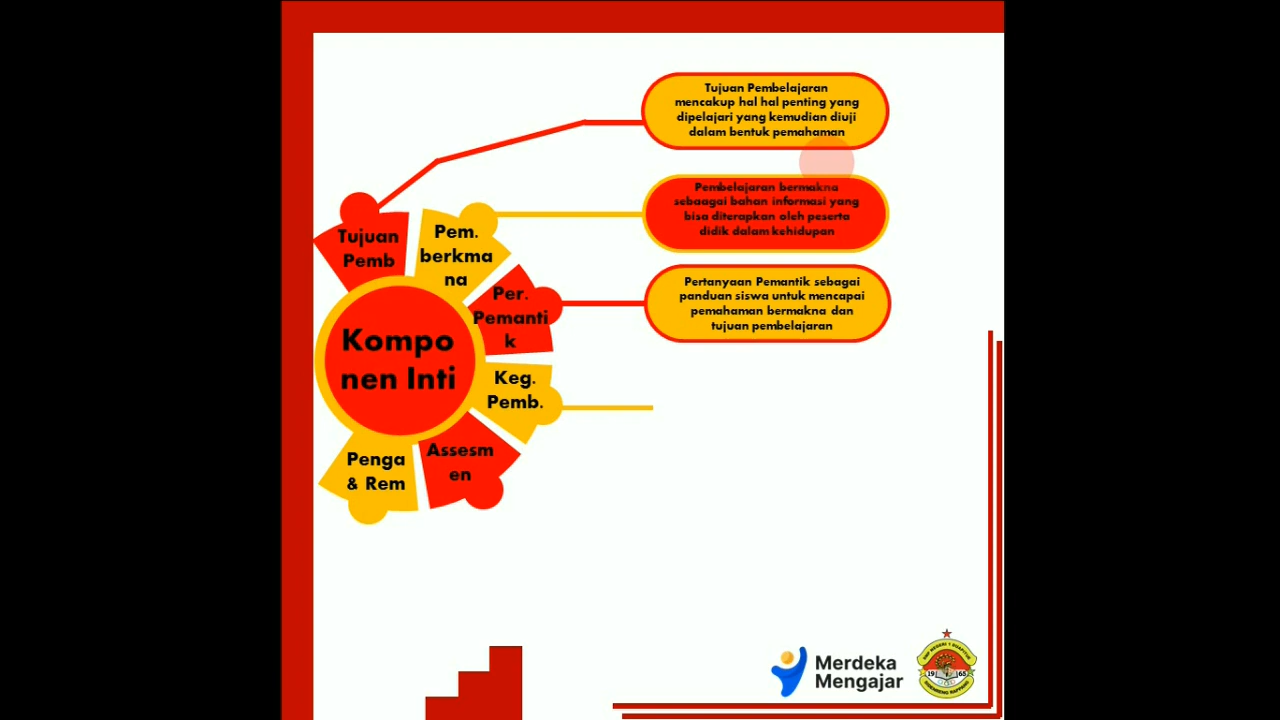 Tujuan Pembelajaran
mencakup hal hal penting yang
dipelajari yang kemudian diuji
dalam bentuk pemahaman
Pembelajaran bermakna
sebaagai bahan informasi yang
bisa diterapkan oleh peserta
didik dalam kehidupan
Pertanyaan Pemantik sebagai
panduan siswa untuk mencapai
pemahaman bermakna dan
tujuan pembelajaran
Tujuan
Pemb
Pem.
berkma
na
Per.
Pemanti
k
Kompo
nen Inti
Keg.
Pemb.
Assesm
en
Penga
& Rem
Merdeka
Mengajar
19 65